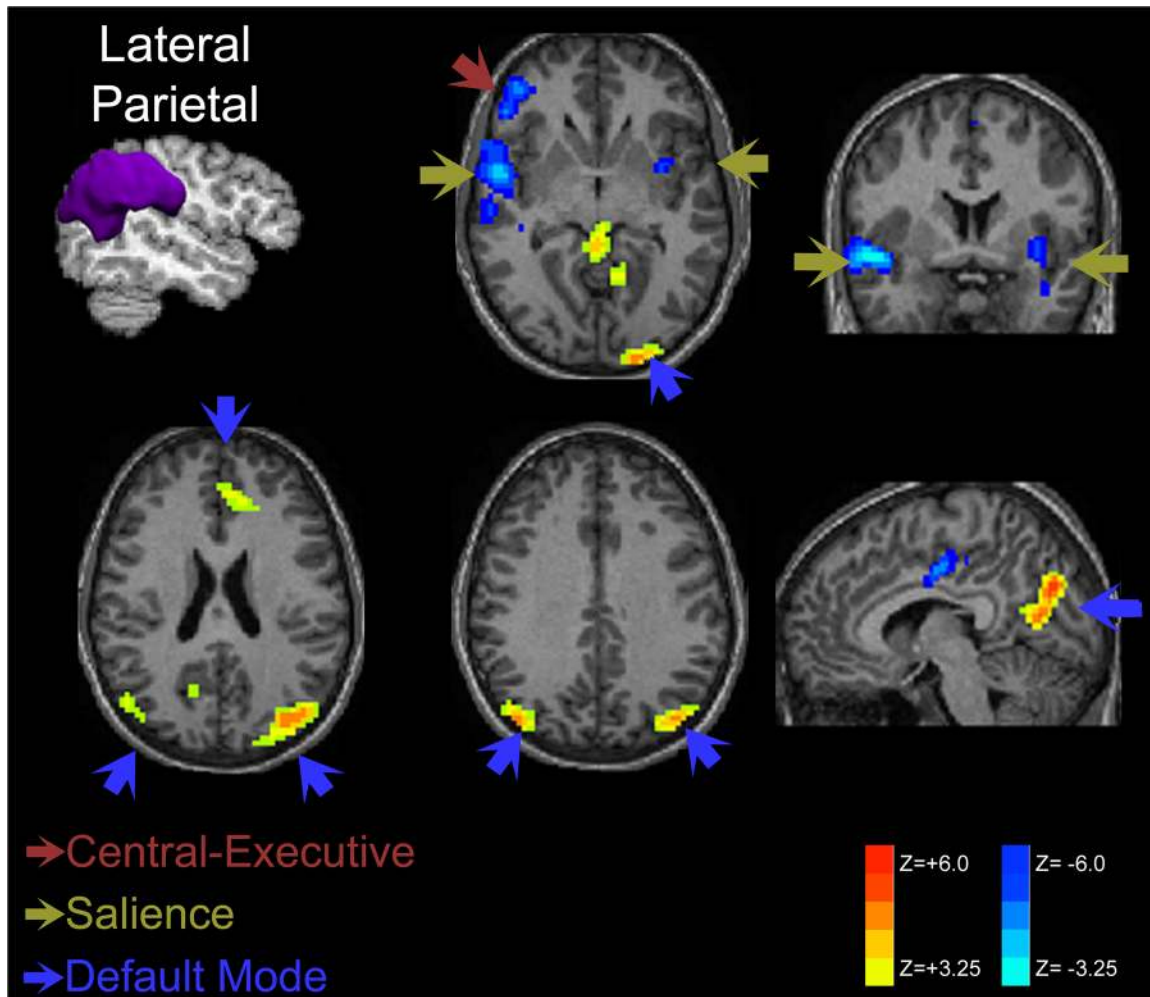 Lateral
Parietal
Central-Executive
Salience
Default Mode
Z=+6.0
Z=+3.25
Z= -6.0
Z= -3.25